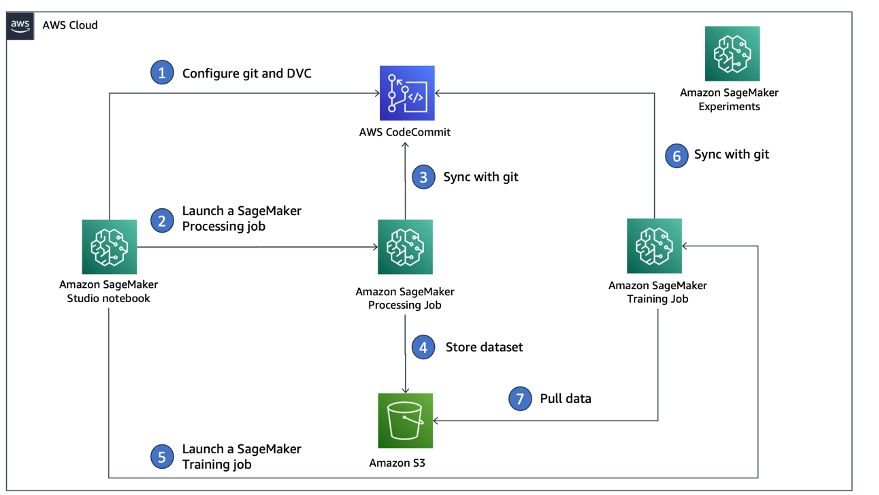 aws
AWS Cloud
1
Configure git and DVC
AWS CodeCommit
Amazon SageMaker
Experiments
3
Sync with git
6
Sync with git
2
Launch a SageMaker
Processing job
Amazon SageMaker
Studio notebook
Amazon SageMaker
Processing Job
Amazon SageMaker
Training Job
4
Store dataset
7
Pull data
5
Launch a SageMaker
Training job
Amazon S3